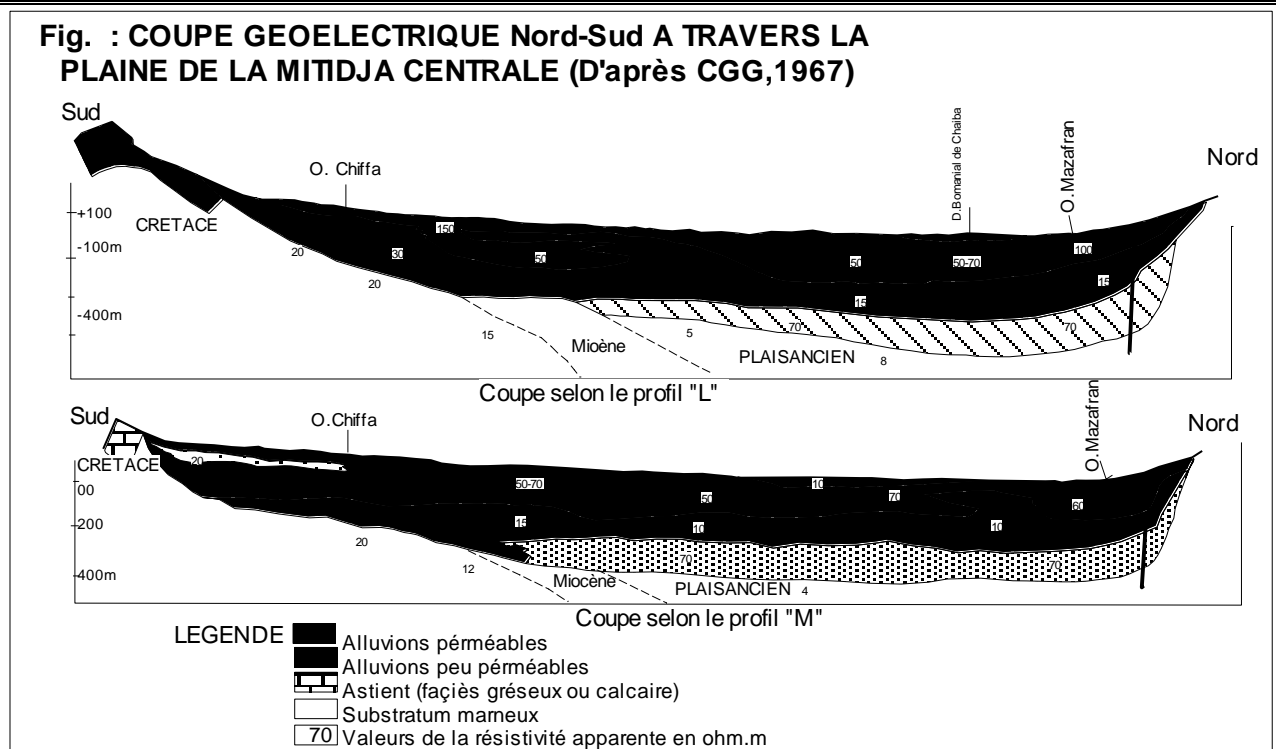 Fig. : COUPE GEOELECTRIQUE Nord-Sud A TRAVERS LA
PLAINE DE LA MITIDJA CENTRALE (D'après CGG,1967)
Sud
O. Chiffa
D.Bomanial de Chaiba
O.Mazafran
Nord
+100
-100m
-400m
CRETACE
150
20
30
50
50
50-70
100
20
15
15
15
5
70
70
Mioène
PLAISANCIEN
8
Coupe selon le profil "L"
Sud
O.Chiffa
O.Mazafran
Nord
CRETACE
00
200
400m
20
50-70
50
10
70
60
15
10
10
20
12
70
70
Miocène
PLAISANCIEN
4
Coupe selon le profil "M"
LEGENDE
Alluvions pérméables
Alluvions peu pérméables
Astient (façiès gréseux ou calcaire)
Substratum marneux
70 Valeurs de la résistivité apparente en ohm.m